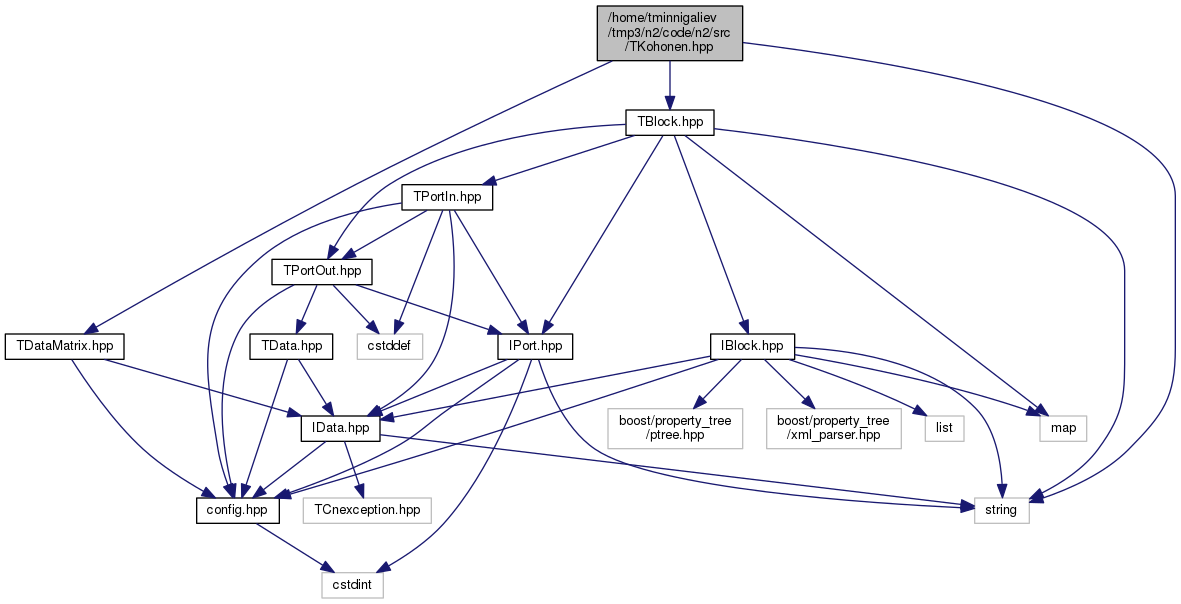 /home/tminnigaliev
/tmp3/n2/code/n2/src
/TKohonen.hpp
TBlock.hpp
TPortIn.hpp
TPortOut.hpp
TDataMatrix.hpp
TData.hpp
cstddef
IPort.hpp
IBlock.hpp
IData.hpp
boost/property_tree
/ptree.hpp
boost/property_tree
/xml_parser.hpp
list
map
config.hpp
TCnexception.hpp
string
cstdint